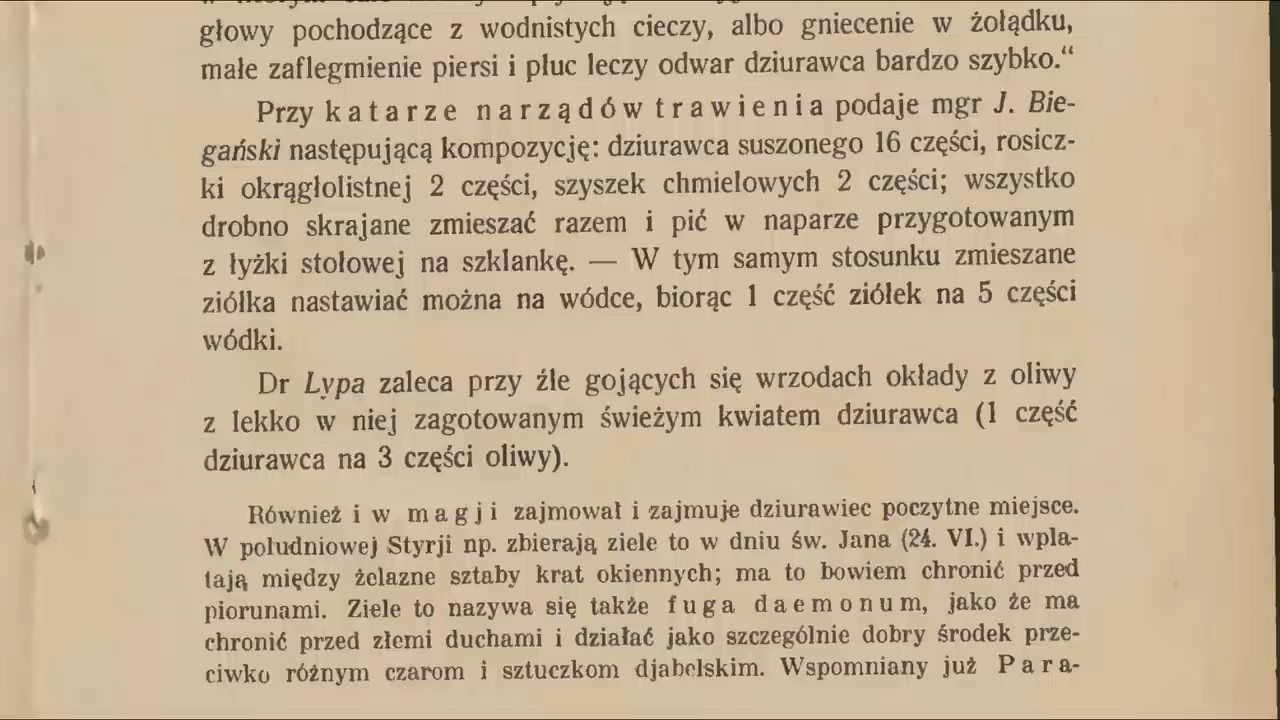 głowy pochodzące z wodnistych cieczy, albo gniecenie w żołądku,
małe zaflegmienie piersi i płuc leczy odwar dziurawca bardzo szybko.“
Przy katarze narządów trawienia podaje mgr J. Bie-
gański następującą kompozycję: dziurawca suszonego 16 części, rosicz-
ki okrągłolistnej 2 części, szyszek chmielowych 2 części; wszystko
drobno skrajane zmieszać razem i pić w naparze przygotowanym
z łyżki stołowej na szklankę. — W tym samym stosunku zmieszane
ziółka nastawiać można na wódce, biorąc 1 część ziółek na 5 części
wódki.
Dr Lypa zaleca przy źle gojących się wrzodach okłady z oliwy
z lekko w niej zagotowanym świeżym kwiatem dziurawca (1 część
dziurawca na 3 części oliwy).
Również i w magji zajmował i zajmuje dziurawiec poczytne miejsce.
W południowej Styrji np. zbierają ziele to w dniu św. Jana (24. VI.) i wpla-
tają między żelazne sztaby krat okiennych; ma to bowiem chronić przed
piorunami. Ziele to nazywa się także fuga daemonum, jako że ma
chronić przed złemi duchami i działać jako szczególnie dobry środek prze-
ciwko różnym czarom i sztuczkom djabelskim. Wspomniany już Para-